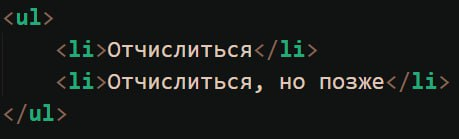 <ul>
<li>Отчислиться</li>
<li>Отчислиться, но позже</li>
</ul>